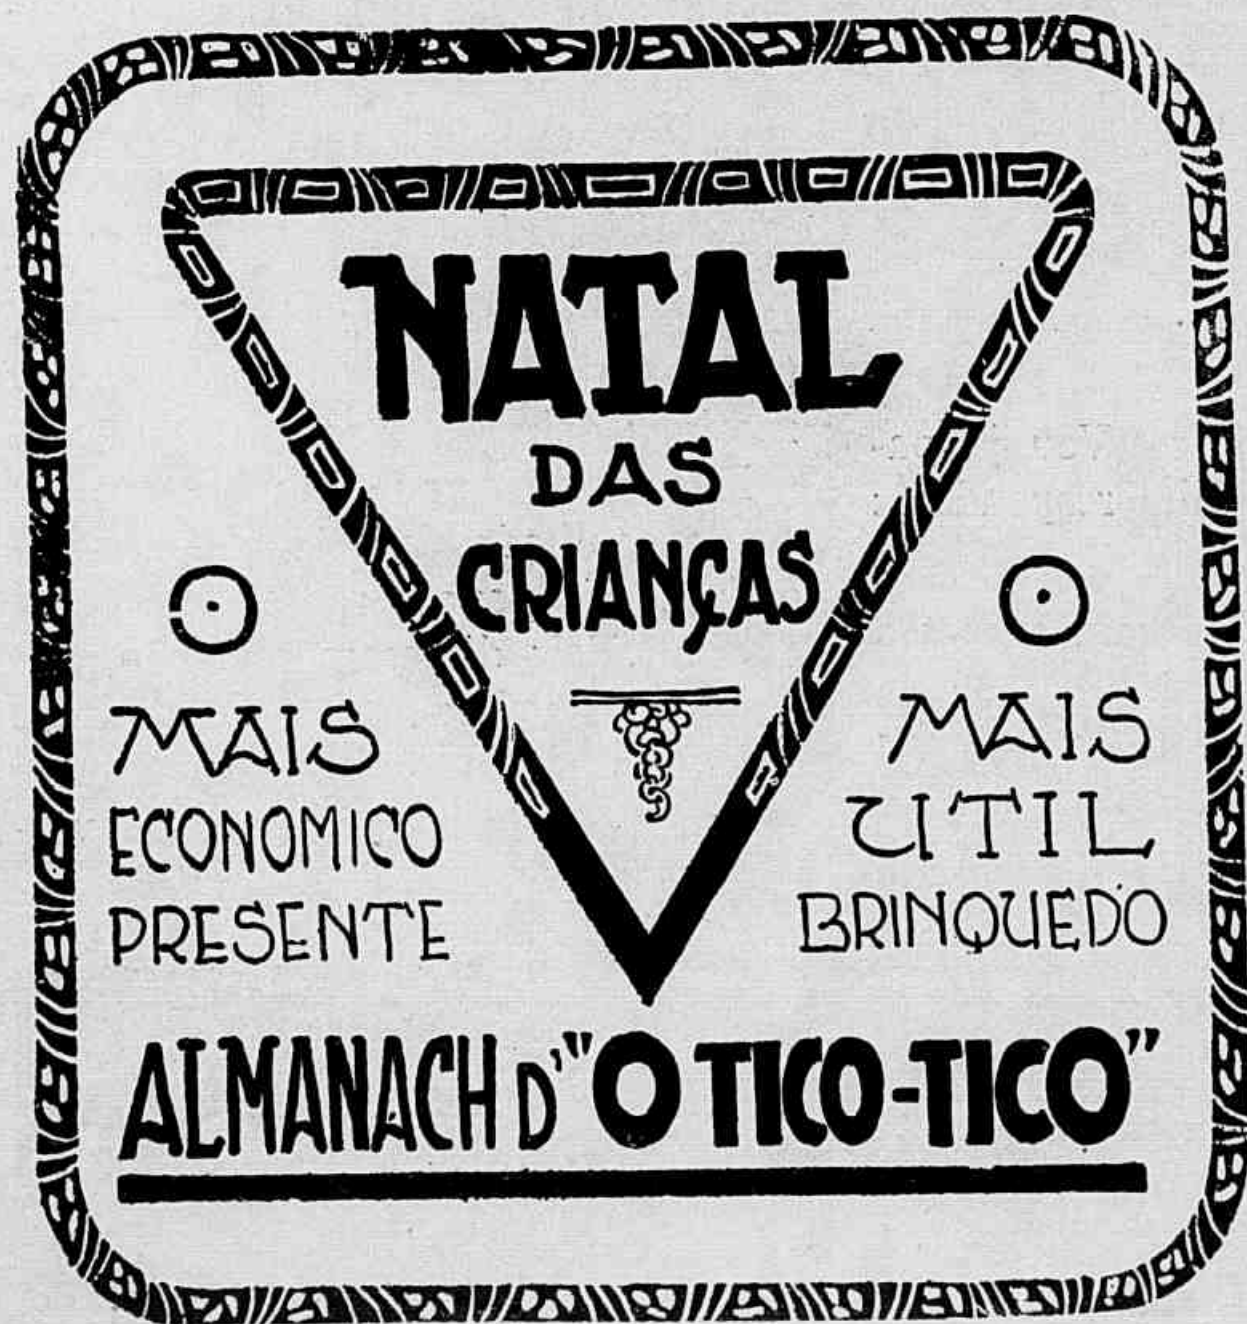 NATAL
DAS
CRIANÇAS
O
MAIS
ECONOMICO
PRESENTE
O
MAIS
UTIL
BRINQUEDO
ALMANACH D'"O TICO-TICO"